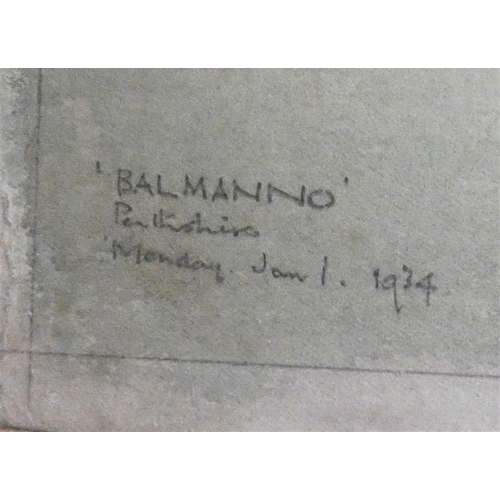 'BALMANNO'
Perthshire
Monday. Jan 1. 1934